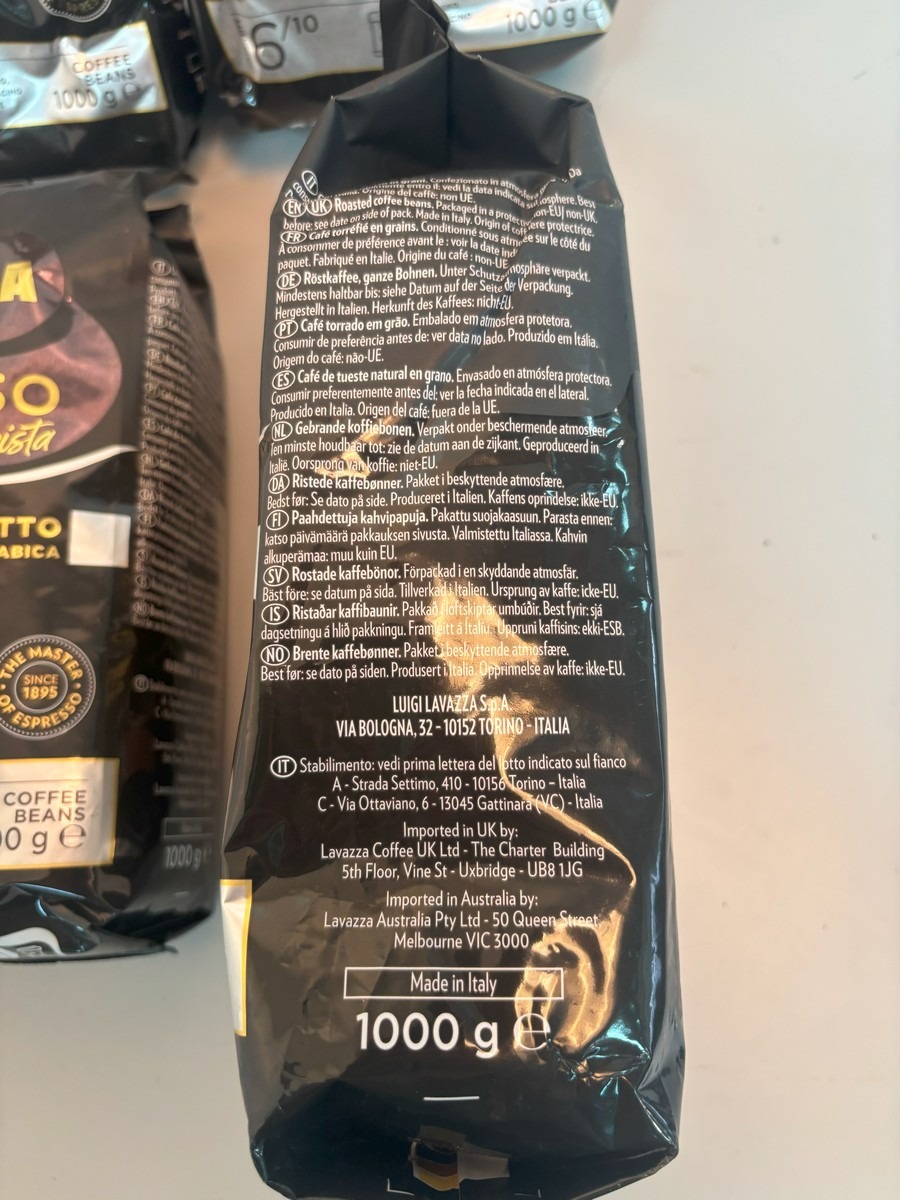 6/10
1000 g e
COFFEE
BEANS
1000 g e
IT
Confezionato in
Origine del caffè: non UE. vedi la data
EN UK Roasted coffee beans. Packaged in a Best
before: see date on side of pack. Made in Italy. Origin of non-EU/ non-UK.
FR Café torréfié en grains. Conditionné sous protectrice.
À consommer de préférence avant le : voir la date sur le côté du
paquet. Fabriqué en Italie. Origine du café : non-UE.
DE Röstkaffee, ganze Bohnen. Unter Schutzatmosphäre verpackt.
Mindestens haltbar bis: siehe Datum auf der Seite der Verpackung.
Hergestellt in Italien. Herkunft des Kaffees: nicht-EU.
PT Café torrado em grão. Embalado em atmosfera protetora.
Consumir de preferência antes de: ver data no lado. Produzido em Itália.
Origem do café: não-UE.
ES Café de tueste natural en grano. Envasado en atmósfera protectora.
Consumir preferentemente antes del: ver la fecha indicada en el lateral.
Producido en Italia. Origen del café: fuera de la UE.
NL Gebrande koffiebonen. Verpakt onder beschermende atmosfeer.
Ten minste houdbaar tot: zie de datum aan de zijkant. Geproduceerd in
Italië. Oorsprong van koffie: niet-EU.
DA Ristede kaffebønner. Pakket i beskyttende atmosfære.
Bedst før: Se dato på side. Produceret i Italien. Kaffens oprindelse: ikke-EU.
FI Paahdettuja kahvipapuja. Pakattu suojakaasuun. Parasta ennen:
katso päivämäärä pakkauksen sivusta. Valmistettu Italiassa. Kahvin
alkuperämaa: muu kuin EU.
SV Rostade kaffebönor. Förpackad i en skyddande atmosfär.
Bäst före: se datum på sida. Tillverkad i Italien. Ursprung av kaffe: icke-EU.
IS Ristaðar kaffibaunir. Pakkað í loftskiptar umbúðir. Best fyrir: sjá
dagsetningu á hlið pakkningu. Framleitt á Ítalíu. Uppruni kaffisins: ekki-ESB.
NO Brente kaffebønner. Pakket i beskyttende atmosfære.
Best før: se dato på siden. Produsert i Italia. Opprinnelse av kaffe: ikke-EU.
LUIGI LAVAZZA S.p.A.
VIA BOLOGNA, 32 - 10152 TORINO - ITALIA
IT Stabilimento: vedi prima lettera del lotto indicato sul fianco
A - Strada Settimo, 410 - 10156 Torino – Italia
C - Via Ottaviano, 6 - 13045 Gattinara (VC) - Italia
Imported in UK by:
Lavazza Coffee UK Ltd - The Charter Building
5th Floor, Vine St - Uxbridge - UB8 1JG
Imported in Australia by:
Lavazza Australia Pty Ltd - 50 Queen Street,
Melbourne VIC 3000
Made in Italy
1000 g e
A
SO
ista
TTO
ABICA
THE MASTER
SINCE
1895
OF ESPRESSO
COFFEE
BEANS
00 g e
1000 g